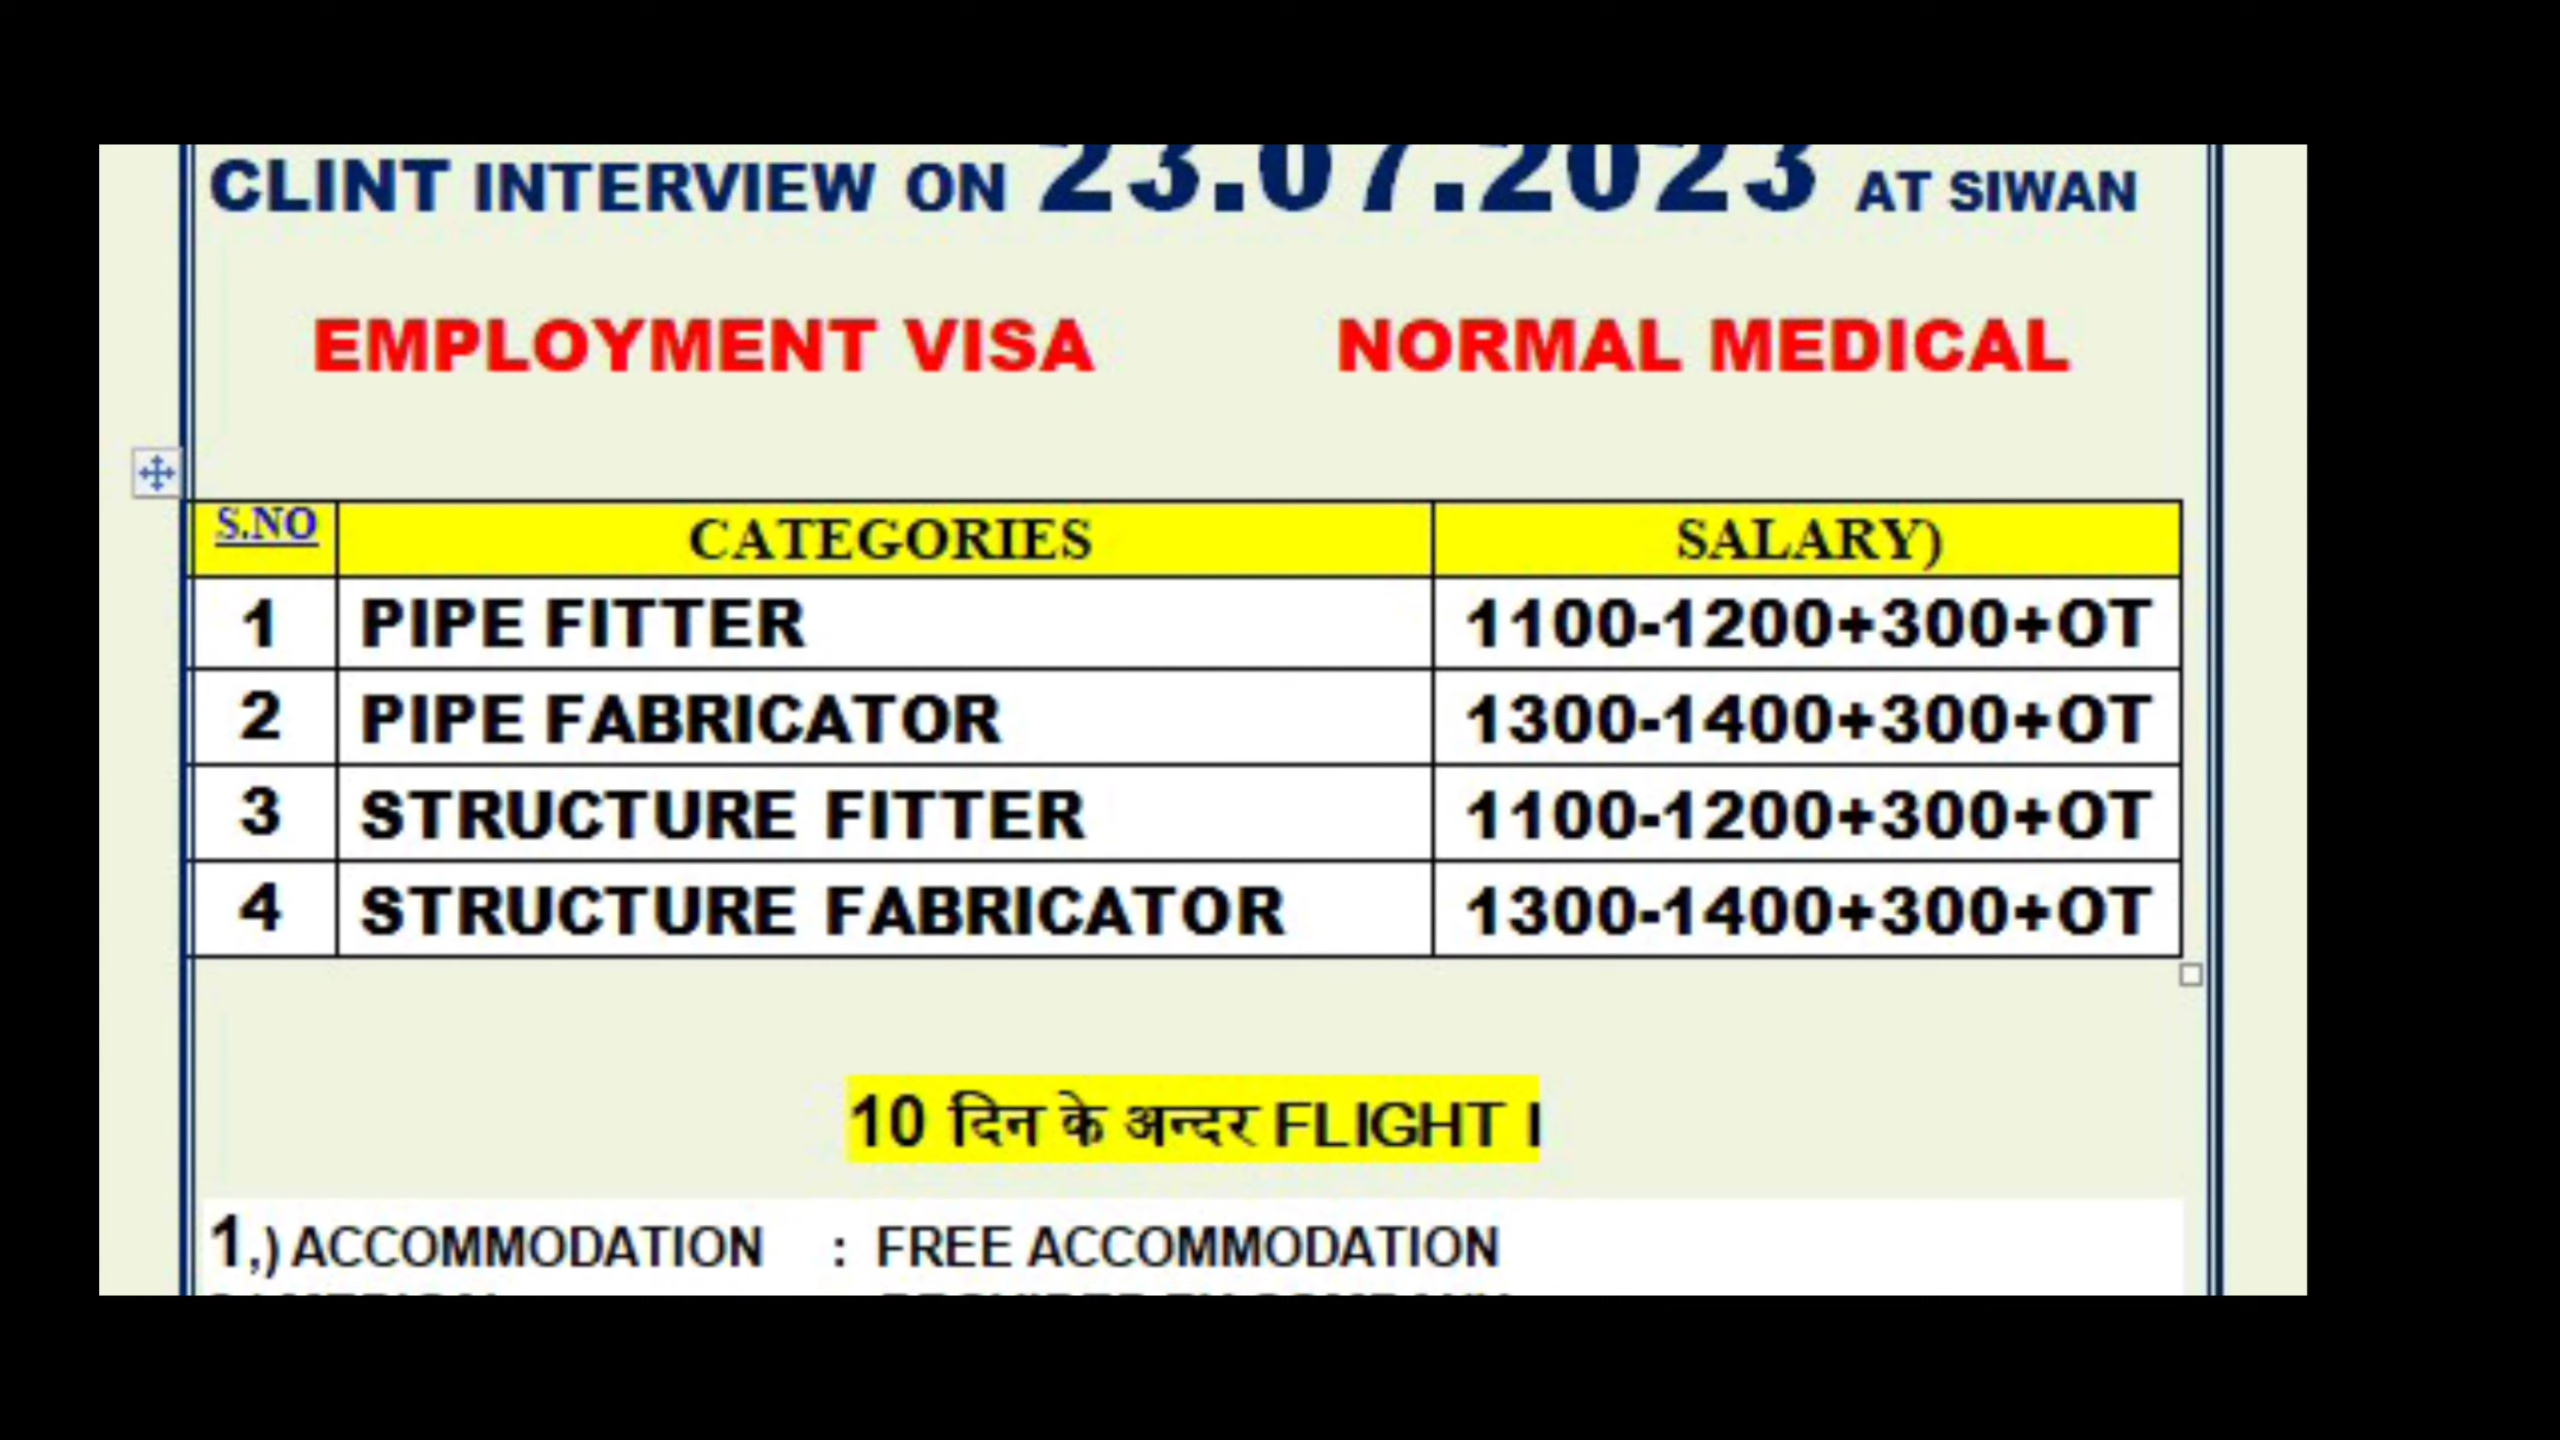 CLINT INTERVIEW ON 23.07.2023 AT SIWAN
EMPLOYMENT VISA NORMAL MEDICAL
S.NO CATEGORIES SALARY)
1 PIPE FITTER 1100-1200+300+OT
2 PIPE FABRICATOR 1300-1400+300+OT
3 STRUCTURE FITTER 1100-1200+300+OT
4 STRUCTURE FABRICATOR 1300-1400+300+OT
10 दिन के अन्दर FLIGHT I
1,) ACCOMMODATION : FREE ACCOMMODATION